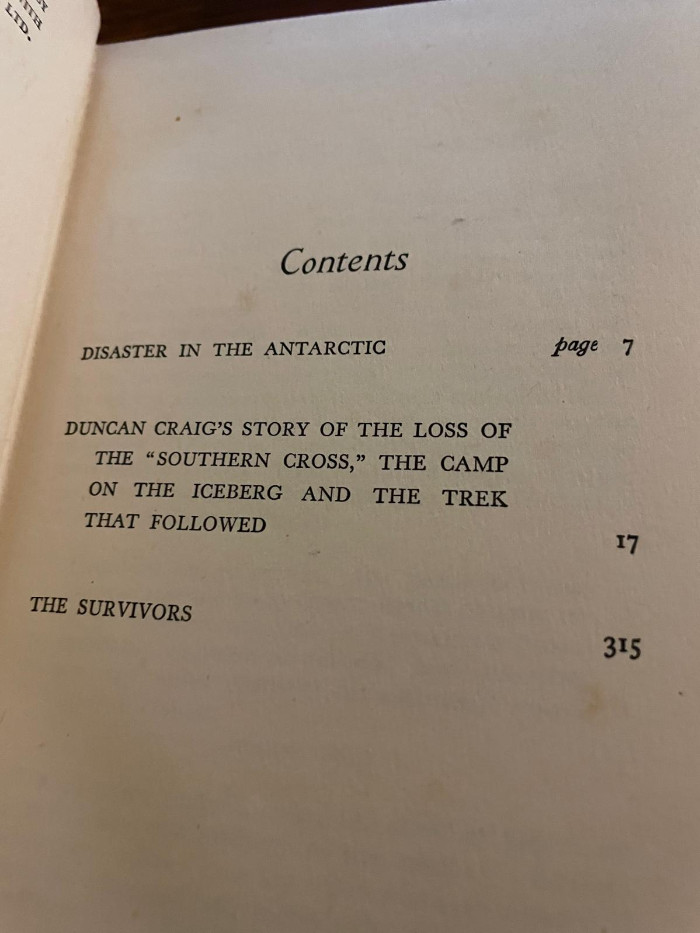 LTD.
Contents
DISASTER IN THE ANTARCTIC page 7
DUNCAN CRAIG'S STORY OF THE LOSS OF
THE “SOUTHERN CROSS,” THE CAMP
ON THE ICEBERG AND THE TREK
THAT FOLLOWED 17
THE SURVIVORS 315